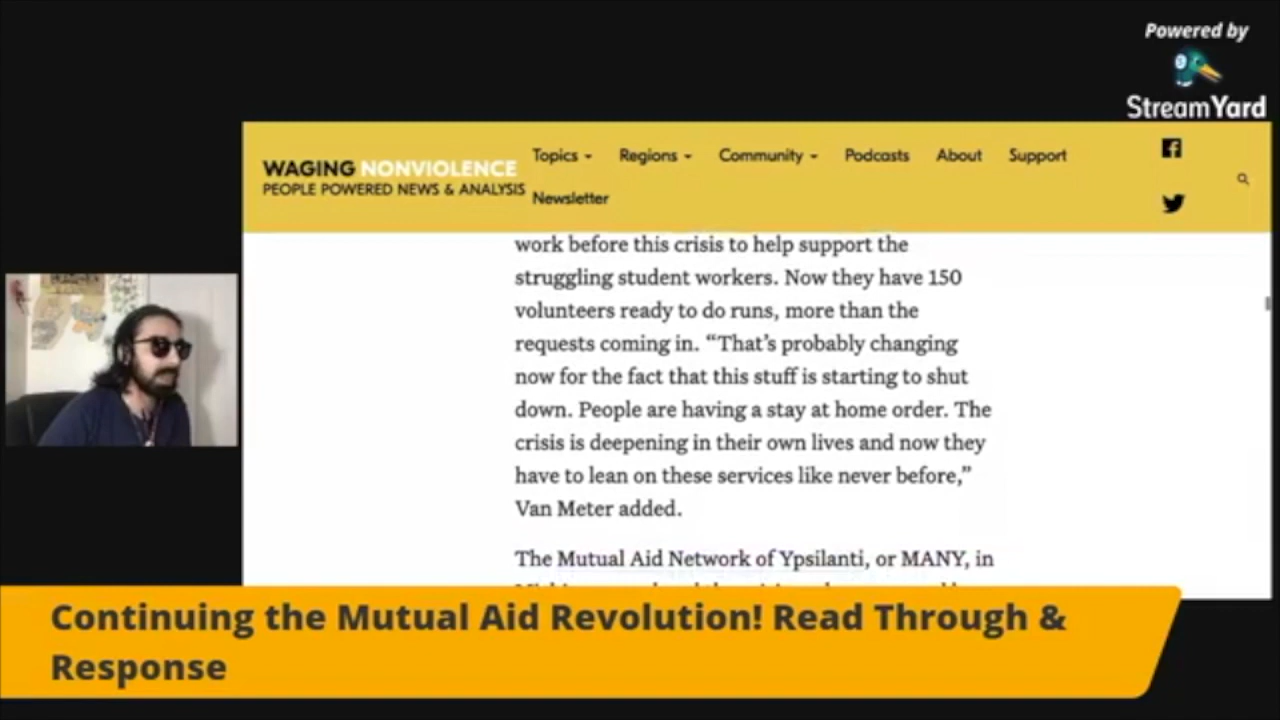 Powered by
StreamYard
WAGING NONVIOLENCE
PEOPLE POWERED NEWS & ANALYSIS
Topics
Regions
Community
Podcasts
About
Support
Newsletter
work before this crisis to help support the
struggling student workers. Now they have 150
volunteers ready to do runs, more than the
requests coming in. “That’s probably changing
now for the fact that this stuff is starting to shut
down. People are having a stay at home order. The
crisis is deepening in their own lives and now they
have to lean on these services like never before,”
Van Meter added.
The Mutual Aid Network of Ypsilanti, or MANY, in
Continuing the Mutual Aid Revolution! Read Through &
Response